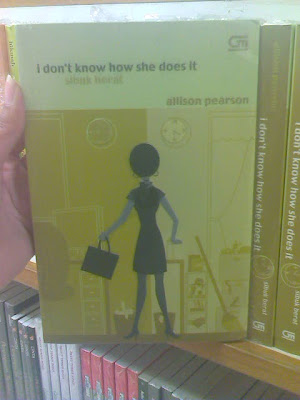 i don't know how she does it
sibuk berat
allison pearson
i don't know how she does it
sibuk berat
i don't know how she does it